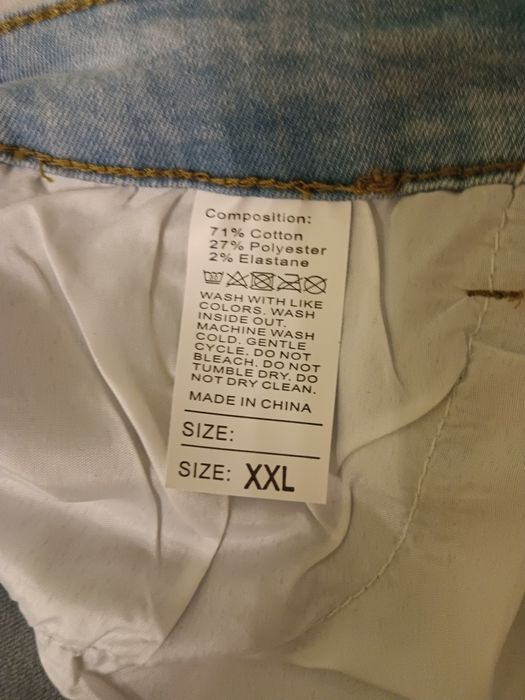 Composition:
71% Cotton
27% Polyester
2% Elastane
WASH WITH LIKE
COLORS. WASH
INSIDE OUT.
MACHINE WASH
COLD. GENTLE
CYCLE. DO NOT
BLEACH. DO NOT
TUMBLE DRY. DO
NOT DRY CLEAN.
MADE IN CHINA
SIZE:
SIZE: XXL